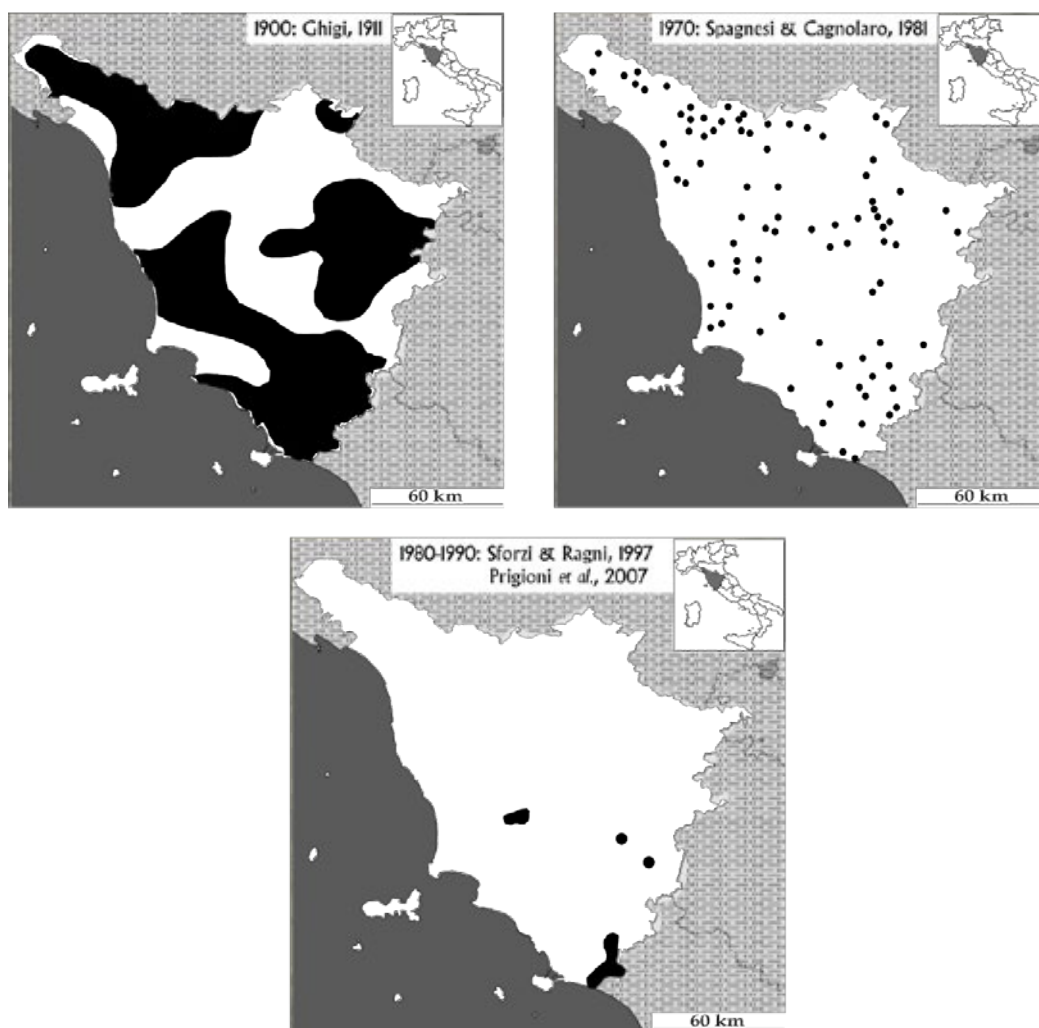 1900: Ghigi, 1911
60 km
1970: Spagnesi & Cagnolaro, 1981
60 km
1980-1990: Sforzi & Ragni, 1997
Prigioni et al., 2007
60 km